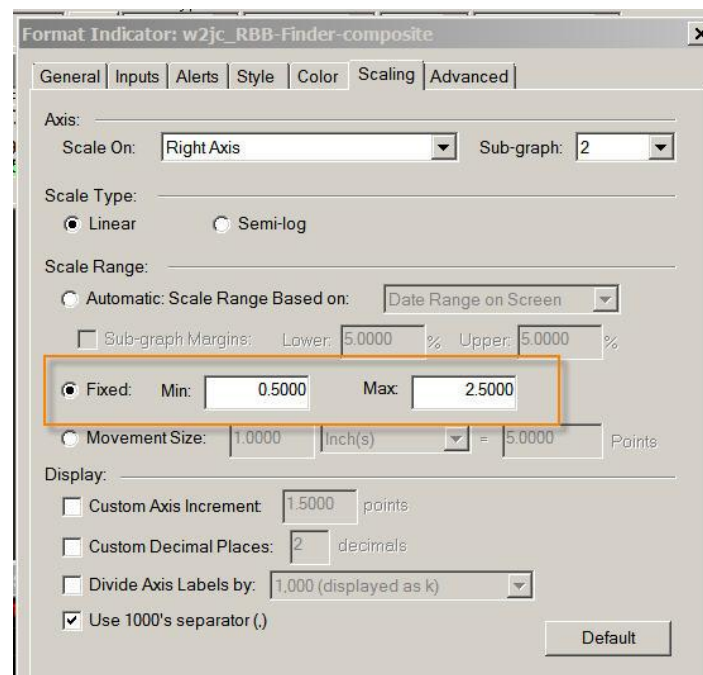 Format Indicator: w2jc_RBB-Finder-composite
General Inputs Alerts Style Color Scaling Advanced
Axis:
Scale On: Right Axis Sub-graph: 2
Scale Type:
Linear Semi-log
Scale Range:
Automatic: Scale Range Based on: Date Range on Screen
Sub-graph Margins: Lower: 5.0000 % Upper: 5.0000 %
Fixed: Min: 0.5000 Max: 2.5000
Movement Size: 1.0000 Inch(s) = 5.0000 Points
Display:
Custom Axis Increment: 1.5000 points
Custom Decimal Places: 2 decimals
Divide Axis Labels by: 1,000 (displayed as k)
Use 1000's separator (,)
Default